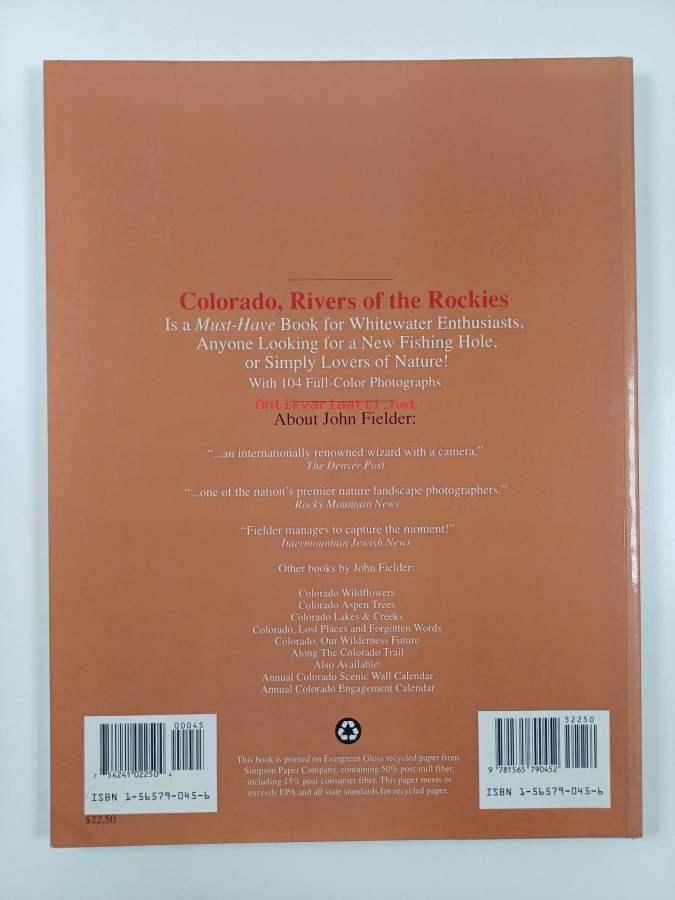 Colorado, Rivers of the Rockies
Is a Must-Have Book for Whitewater Enthusiasts,
Anyone Looking for a New Fishing Hole,
or Simply Lovers of Nature!
With 104 Full-Color Photographs
Antikvariaatti.net
About John Fielder:
“...an internationally renowned wizard with a camera.”
The Denver Post
“...one of the nation’s premier nature landscape photographers.”
Rocky Mountain News
“Fielder manages to capture the moment!”
Intermountain Jewish News
Other books by John Fielder:
Colorado Wildflowers
Colorado Aspen Trees
Colorado Lakes & Creeks
Colorado, Lost Places and Forgotten Words
Colorado, Our Wilderness Future
Along The Colorado Trail
Also Available:
Annual Colorado Scenic Wall Calendar
Annual Colorado Engagement Calendar
00045
7 54241 02250 4
ISBN 1-56579-045-6
$22.50
This book is printed on Evergreen Gloss recycled paper from
Simpson Paper Company, containing 50% post-mill fiber,
including 15% post-consumer fiber. This paper meets or
exceeds EPA and all state standards for recycled paper.
52250
9 781565 790452
ISBN 1-56579-045-6